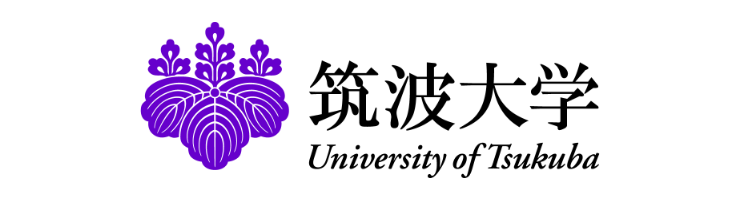 筑波大学
University of Tsukuba